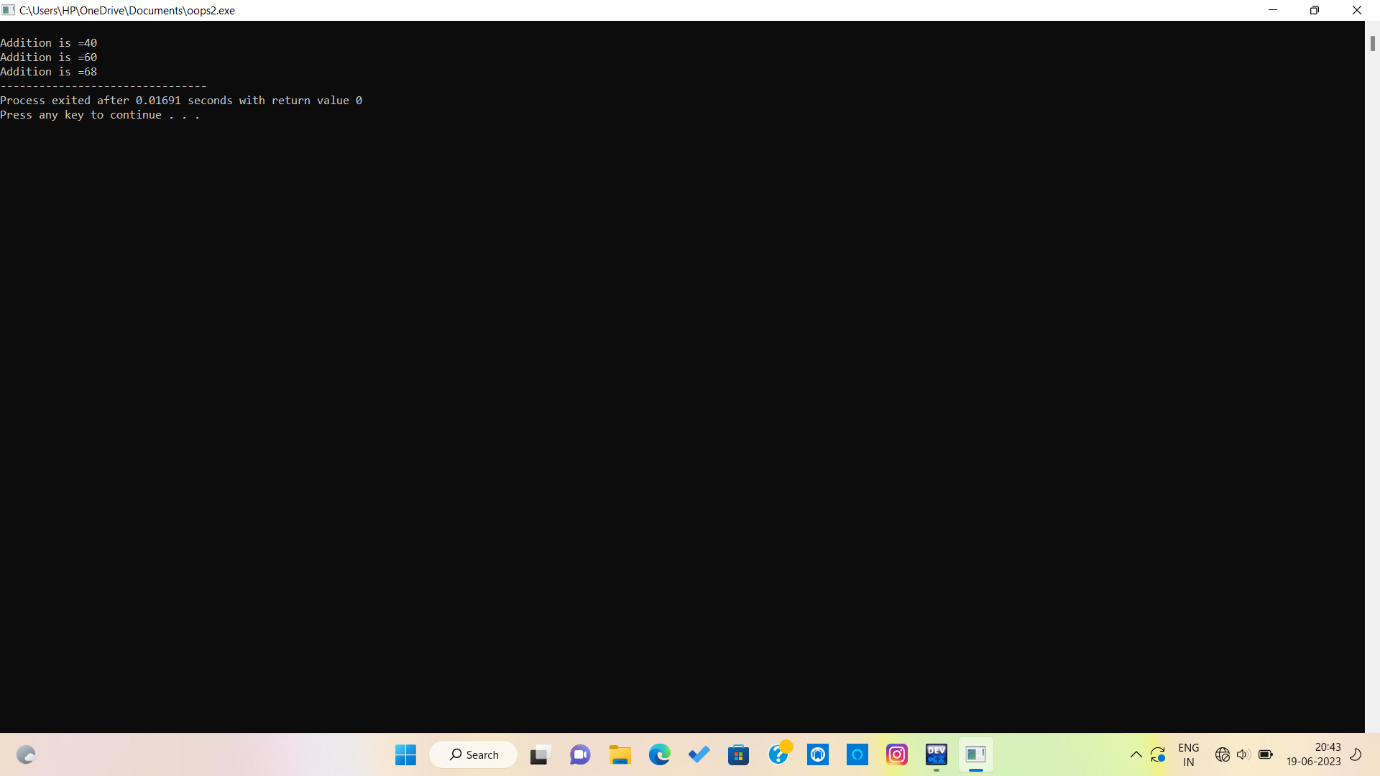 C:\Users\HP\OneDrive\Documents\oops2.exe
Addition is =40
Addition is =60
Addition is =68
--------------------------------
Process exited after 0.01691 seconds with return value 0
Press any key to continue . . .
Search
DEV
ENG
IN
20:43
19-06-2023